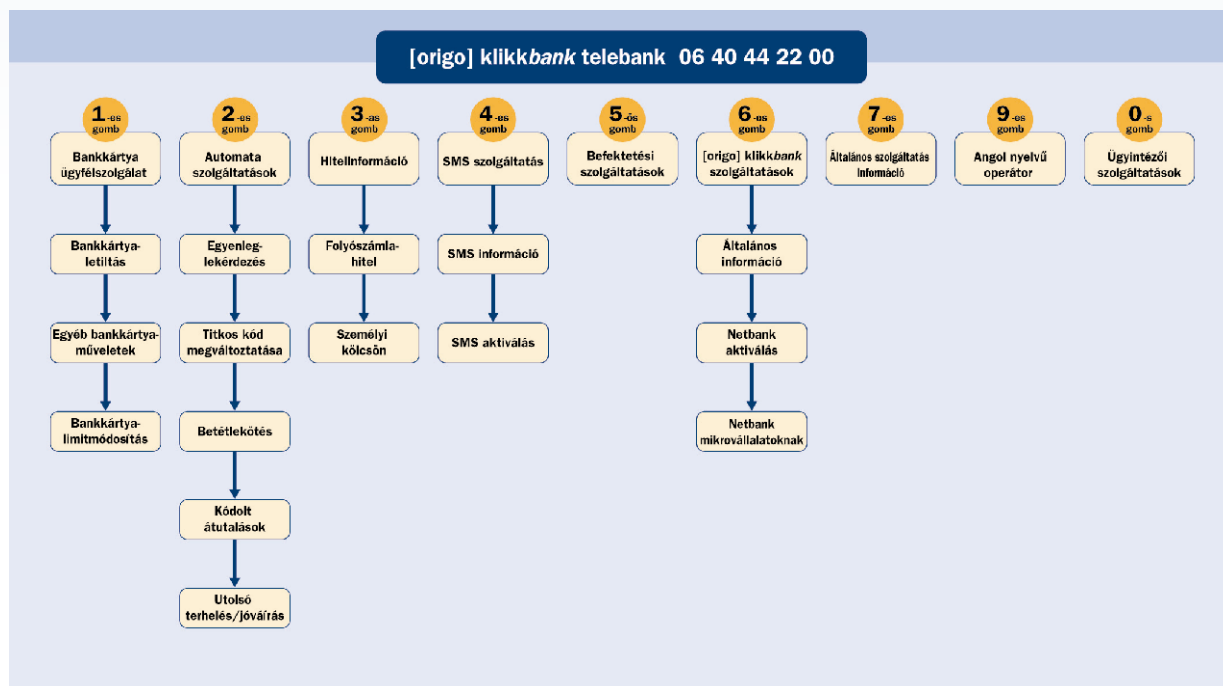 [origo] klikkbank telebank 06 40 44 22 00
1-es
gomb
Bankkártya
ügyfélszolgálat
Bankkártya-
letiltás
Egyéb bankkártya-
műveletek
Bankkártya-
limitmódosítás
2-es
gomb
Automata
szolgáltatások
Egyenleg-
lekérdezés
Titkos kód
megváltoztatása
Betétlekötés
Kódolt
átutalások
Utolsó
terhelés/jóváírás
3-as
gomb
Hitelinformáció
Folyószámla-
hitel
Személyi
kölcsön
4-es
gomb
SMS szolgáltatás
SMS információ
SMS aktiválás
5-ös
gomb
Befektetési
szolgáltatások
6-es
gomb
[origo] klikkbank
szolgáltatások
Általános
információ
Netbank
aktiválás
Netbank
mikrovállalatoknak
7-es
gomb
Általános szolgáltatás
információ
9-es
gomb
Angol nyelvű
operátor
0-s
gomb
Ügyintézői
szolgáltatások